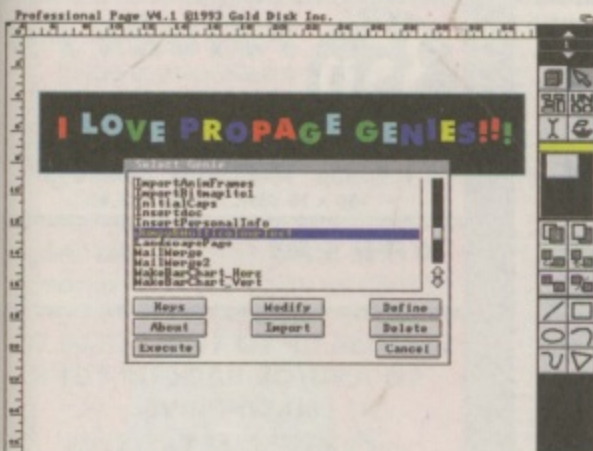 Professional Page V4.1 @1993 Gold Disk Inc.
I LOVE PROPAGE GENIES!!!
Select Genie
ImportAnimFrames
ImportBitmap1to1
InitialCaps
Insertdoc
InsertPersonalInfo
LandscapePage
MailMerge
MailMerge2
MakeBarChart_Horz
MakeBarChart_Vert
Keys
Modify
Define
About
Import
Delete
Execute
Cancel